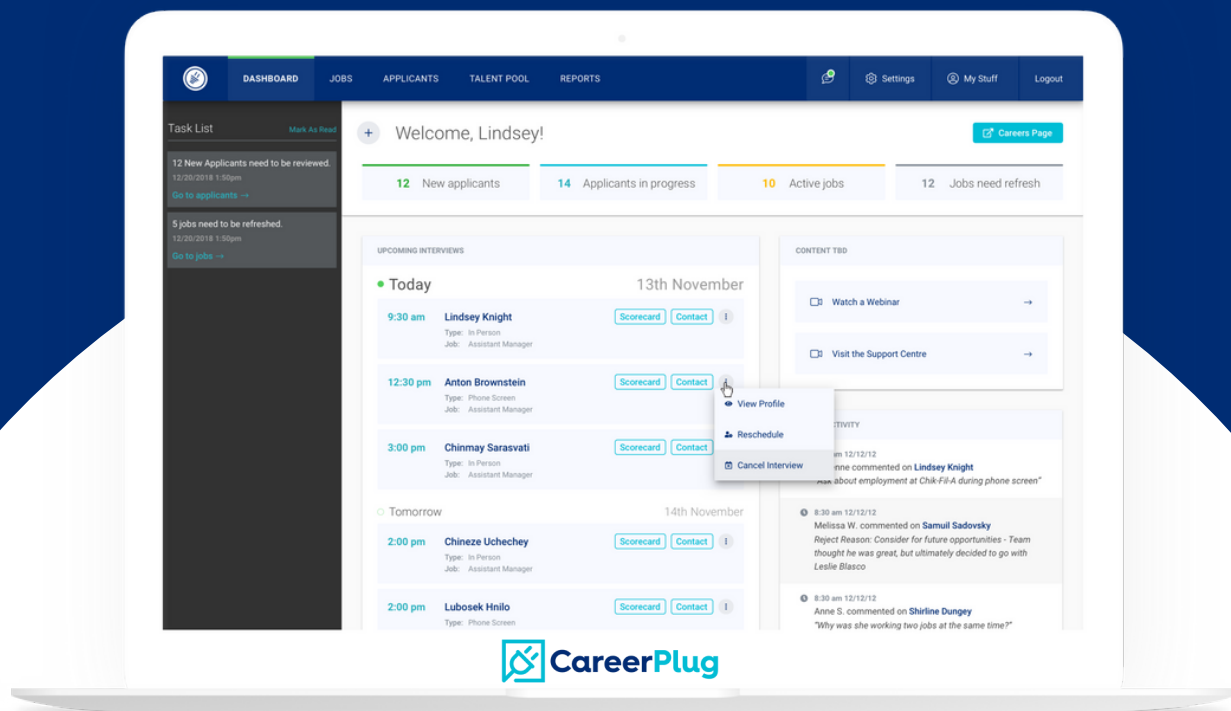 DASHBOARD JOBS APPLICANTS TALENT POOL REPORTS Settings My Stuff Logout
Task List Mark As Read
12 New Applicants need to be reviewed.
12/20/2018 1:50pm
Go to applicants →
5 jobs need to be refreshed.
12/20/2018 1:50pm
Go to jobs →
+ Welcome, Lindsey! Careers Page
12 New applicants 14 Applicants in progress 10 Active jobs 12 Jobs need refresh
UPCOMING INTERVIEWS
Today 13th November
9:30 am Lindsey Knight Scorecard Contact
Type: In Person
Job: Assistant Manager
12:30 pm Anton Brownstein Scorecard Contact
Type: Phone Screen
Job: Assistant Manager
View Profile
Reschedule
Cancel Interview
3:00 pm Chinmay Sarasvati Scorecard Contact
Type: In Person
Job: Assistant Manager
Tomorrow 14th November
2:00 pm Chineze Uchechey Scorecard Contact
Type: In Person
Job: Assistant Manager
2:00 pm Lubosek Hnilo Scorecard Contact
Type: Phone Screen
CONTENT TBD
Watch a Webinar →
Visit the Support Centre →
12/12/12
commented on Lindsey Knight
about employment at Chik-Fil-A during phone screen"
8:30 am 12/12/12
Melissa W. commented on Samuil Sadovsky
Reject Reason: Consider for future opportunities - Team
thought he was great, but ultimately decided to go with
Leslie Blasco
8:30 am 12/12/12
Anne S. commented on Shirline Dungey
"Why was she working two jobs at the same time?"
CareerPlug